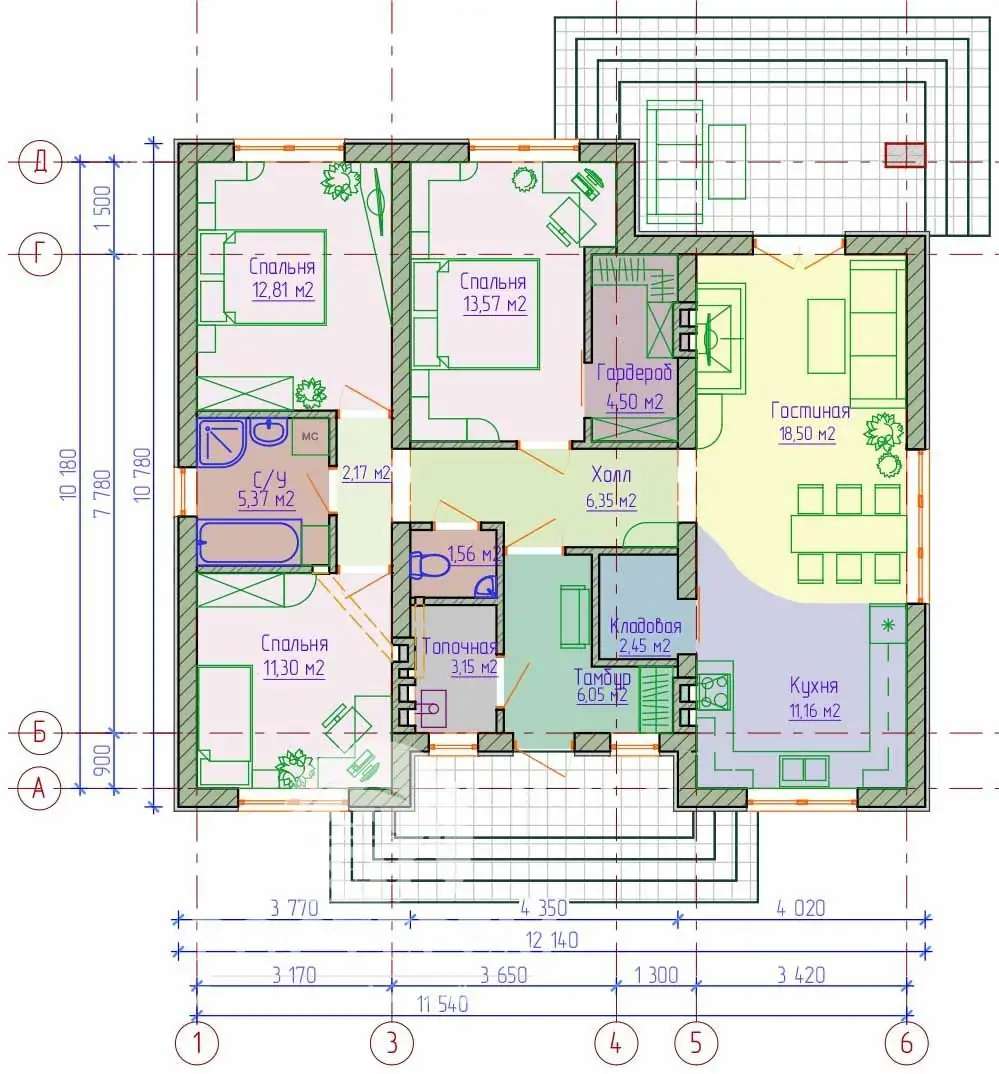 Д
Г
Б
А
1 500
7 780
900
10 180
10 780
Спальня
12,81 м2
Спальня
13,57 м2
Гардероб
4,50 м2
Гостиная
18,50 м2
МС
С/У
5,37 м2
2,17 м2
Холл
6,35 м2
1,56 м2
Спальня
11,30 м2
Топочная
3,15 м2
Кладовая
2,45 м2
Тамбур
6,05 м2
Кухня
11,16 м2
3 770
4 350
4 020
12 140
3 170
3 650
1 300
3 420
11 540
1
3
4
5
6